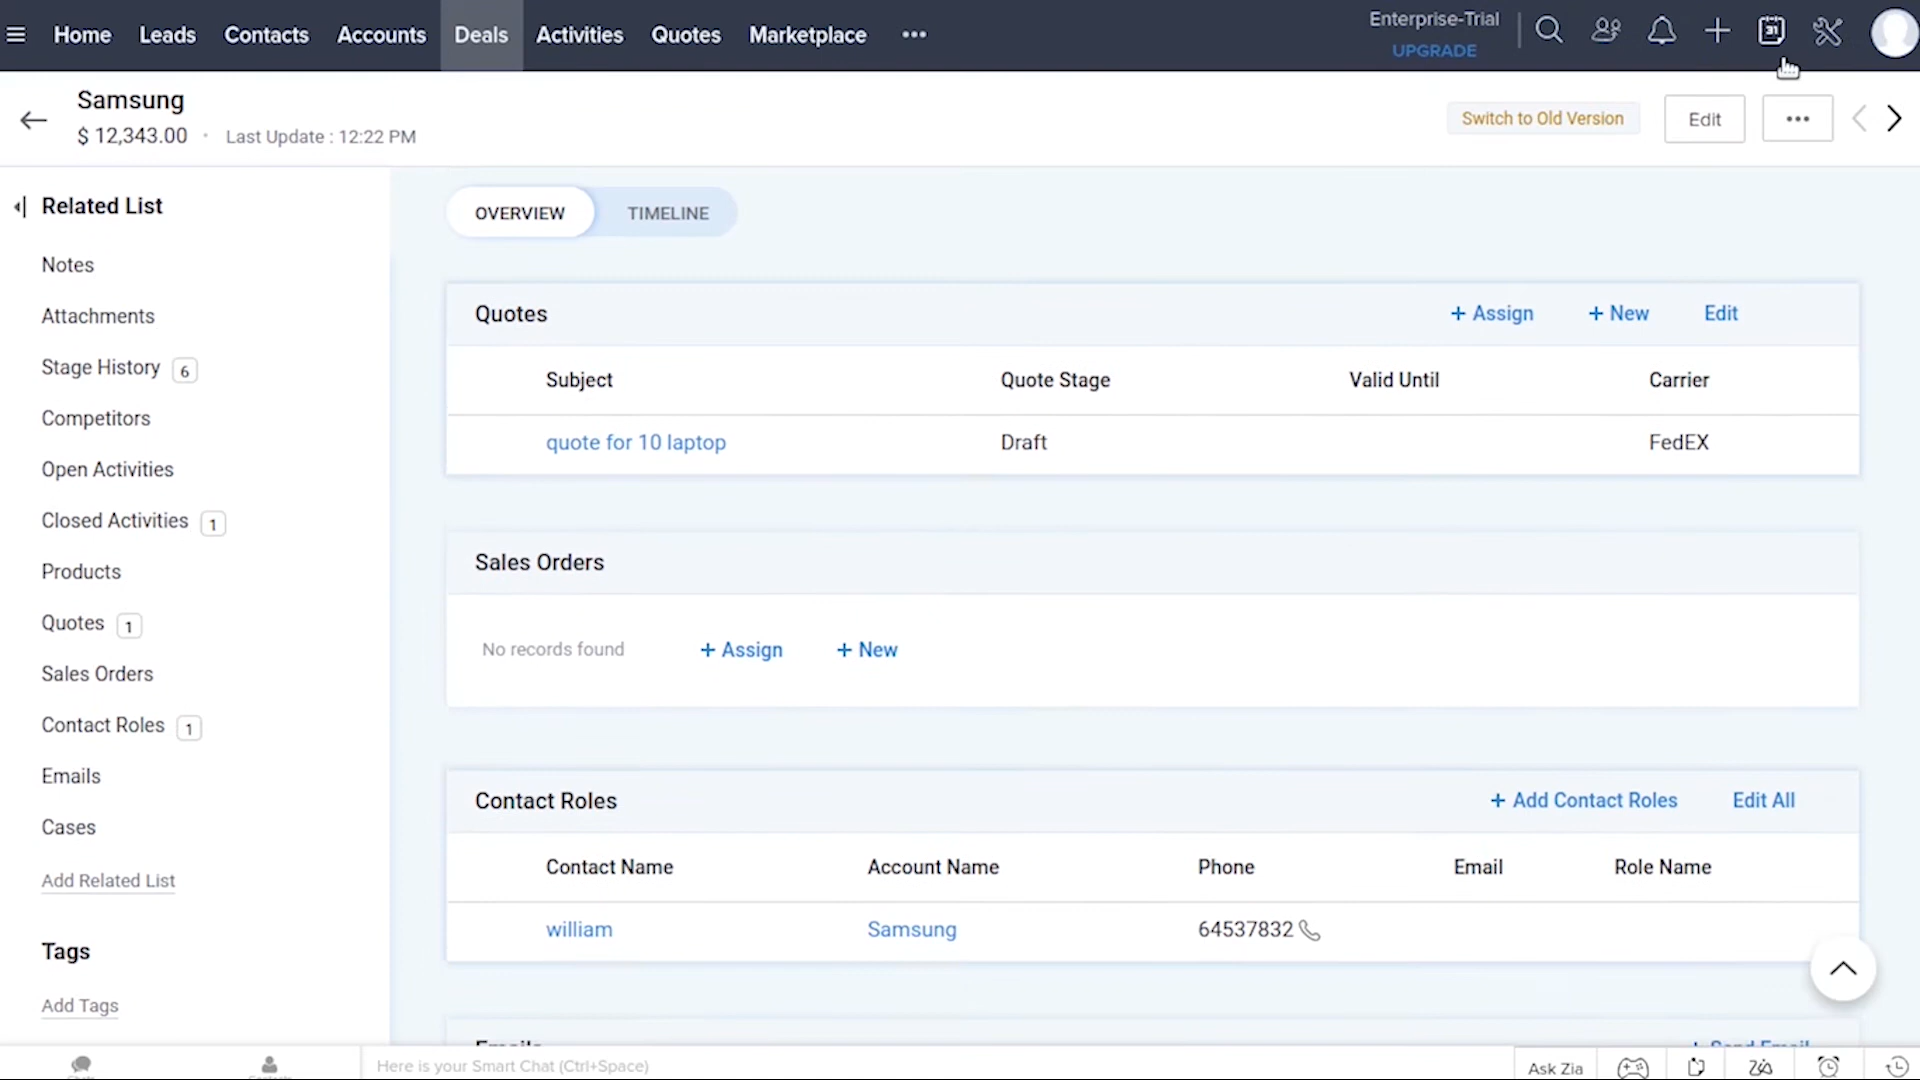 Home Leads Contacts Accounts Deals Activities Quotes Marketplace •••
Enterprise-Trial
UPGRADE
31
Samsung
$ 12,343.00 · Last Update : 12:22 PM
Switch to Old Version
Edit
•••
Related List
Notes
Attachments
Stage History 6
Competitors
Open Activities
Closed Activities 1
Products
Quotes 1
Sales Orders
Contact Roles 1
Emails
Cases
Add Related List
Tags
Add Tags
OVERVIEW TIMELINE
Quotes + Assign + New Edit
Subject Quote Stage Valid Until Carrier
quote for 10 laptop Draft FedEX
Sales Orders
No records found + Assign + New
Contact Roles + Add Contact Roles Edit All
Contact Name Account Name Phone Email Role Name
william Samsung 64537832
Emails + Send Email
Here is your Smart Chat (Ctrl+Space)
Ask Zia